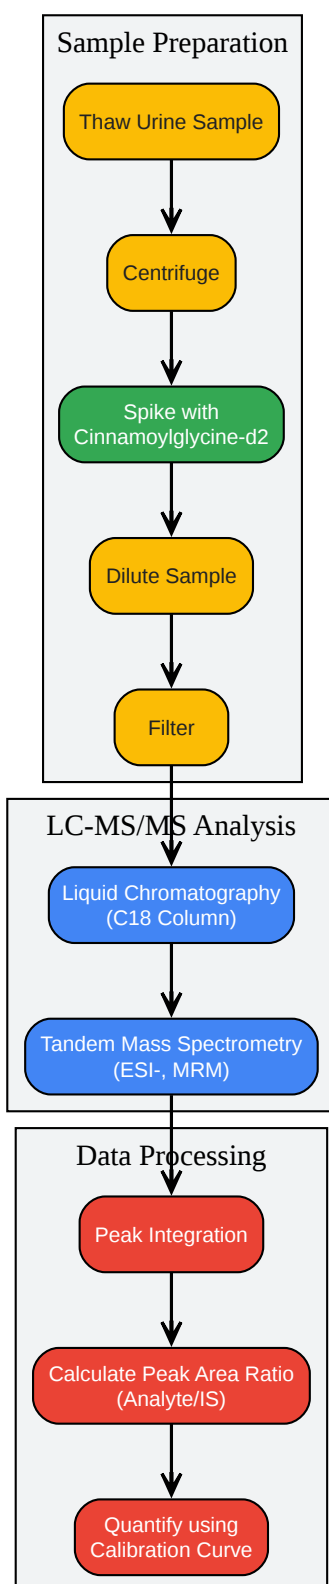 Sample Preparation
Thaw Urine Sample
Centrifuge
Spike with
Cinnamoylglycine-d2
Dilute Sample
Filter
LC-MS/MS Analysis
Liquid Chromatography
(C18 Column)
Tandem Mass Spectrometry
(ESI-, MRM)
Data Processing
Peak Integration
Calculate Peak Area Ratio
(Analyte/IS)
Quantify using
Calibration Curve